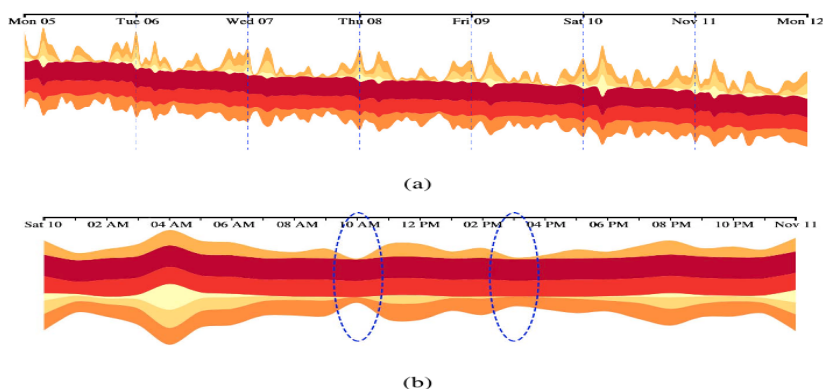 Mon 05 Tue 06 Wed 07 Thu 08 Fri 09 Sat 10 Nov 11 Mon 12
(a)
Sat 10 02 AM 04 AM 06 AM 08 AM 10 AM 12 PM 02 PM 04 PM 06 PM 08 PM 10 PM Nov 11
(b)